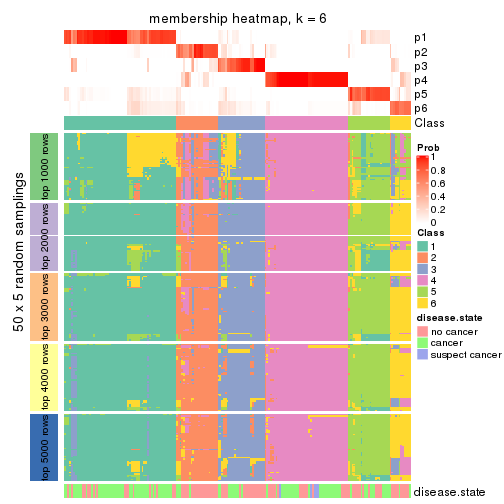 membership heatmap, k = 6
p1
p2
p3
p4
p5
p6
Class
50 x 5 random samplings
top 1000 rows
top 2000 rows
top 3000 rows
top 4000 rows
top 5000 rows
Prob
1
0.8
0.6
0.4
0.2
0
Class
1
2
3
4
5
6
disease.state
no cancer
cancer
suspect cancer
disease.state